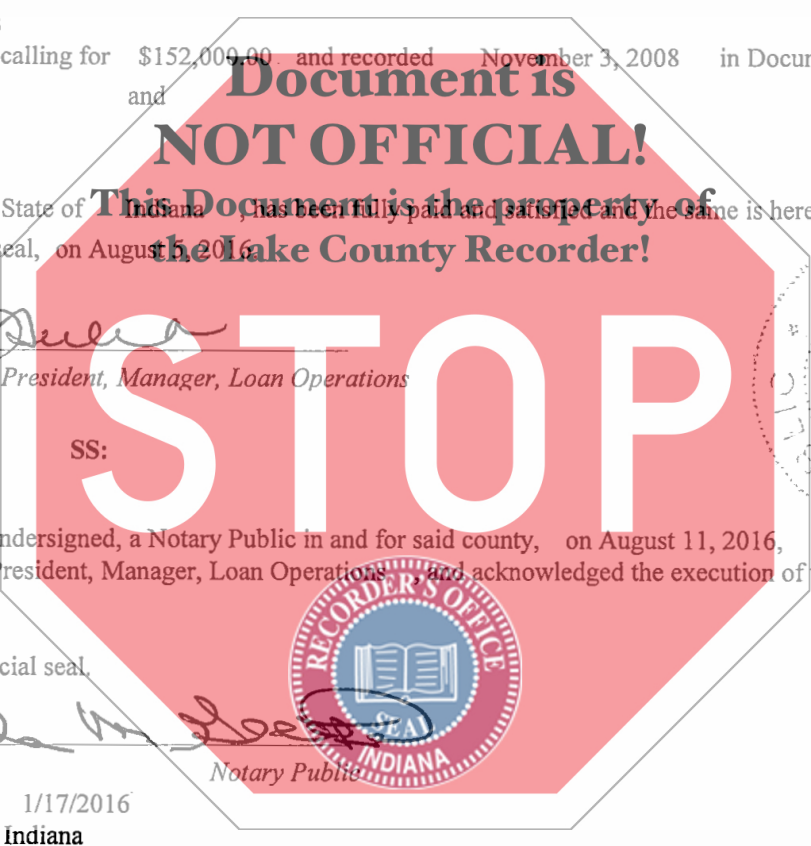 calling for $152,000.00 and recorded November 3, 2008 in Docum
Document is
and
NOT OFFICIAL!
This Document is the property of
State of Indiana , has been fully paid and satisfied and the same is here
the Lake County Recorder!
seal, on August 5, 2016.
STOP
President, Manager, Loan Operations
SS:
ndersigned, a Notary Public in and for said county, on August 11, 2016,
President, Manager, Loan Operations , and acknowledged the execution of
RECORDER'S OFFICE
cial seal.
SEAL
INDIANA
Notary Public
1/17/2016
Indiana